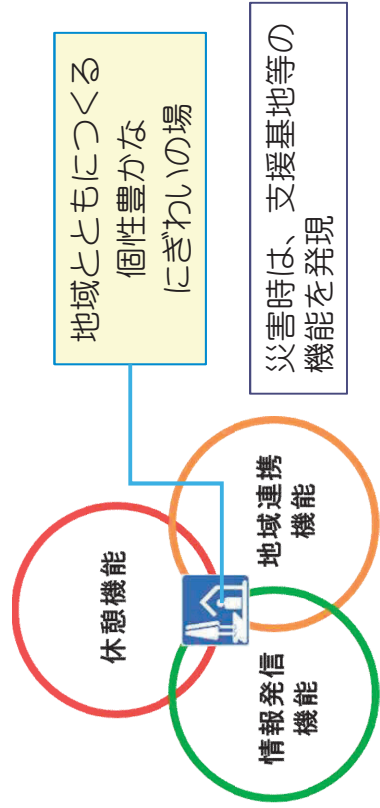 休憩機能
情報発信
機能
地域連携
機能
地域とともにつくる
個性豊かな
にぎわいの場
災害時は、支援基地等の
機能を発現